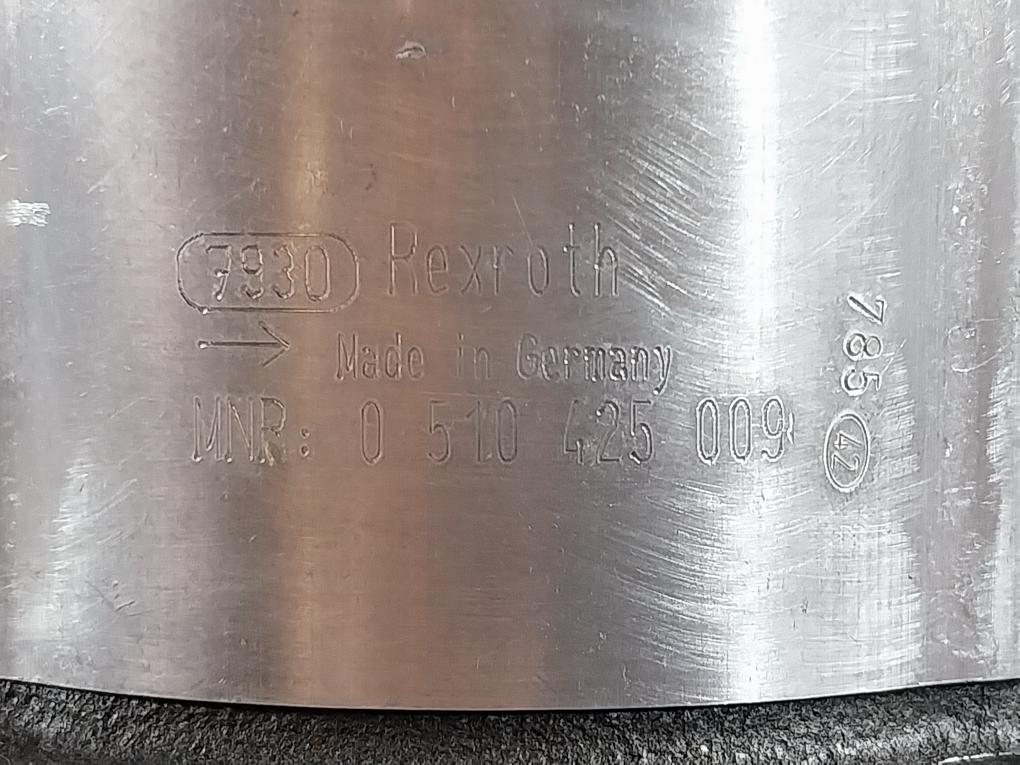 7930 Rexroth
→ Made in Germany
MNR: 0 510 425 009
785 42